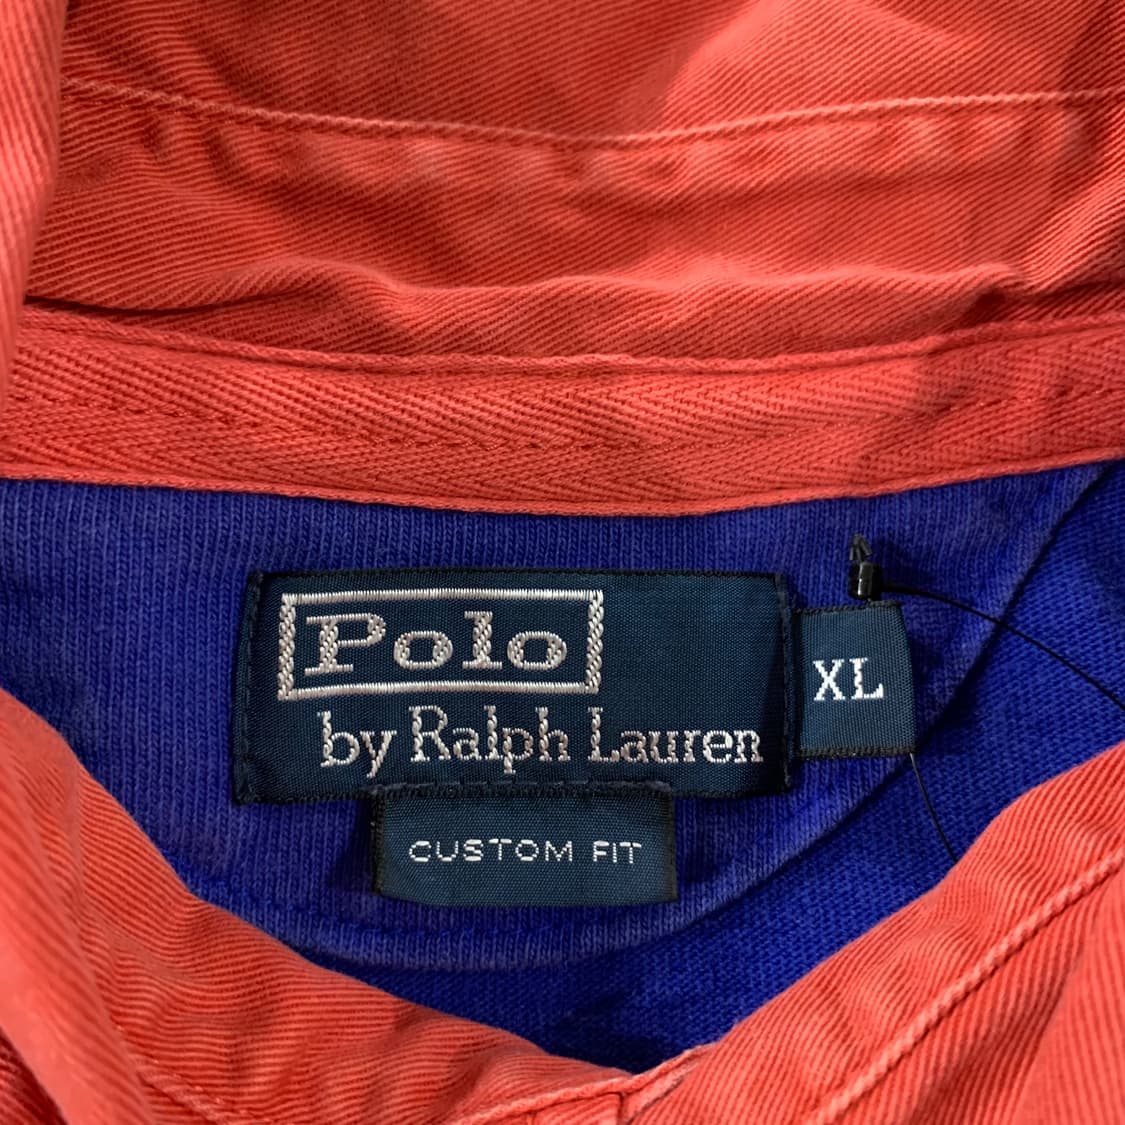 Polo
by Ralph Lauren
XL
CUSTOM FIT